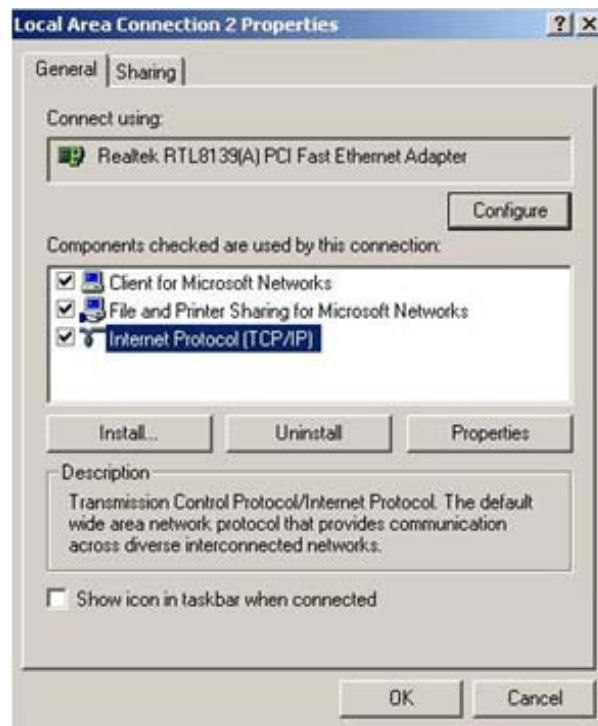 Local Area Connection 2 Properties
General
Sharing
Connect using:
Realtek RTL8139(A) PCI Fast Ethernet Adapter
Configure
Components checked are used by this connection:
Client for Microsoft Networks
File and Printer Sharing for Microsoft Networks
Internet Protocol (TCP/IP)
Install...
Uninstall
Properties
Description
Transmission Control Protocol/Internet Protocol. The default
wide area network protocol that provides communication
across diverse interconnected networks.
Show icon in taskbar when connected
OK
Cancel